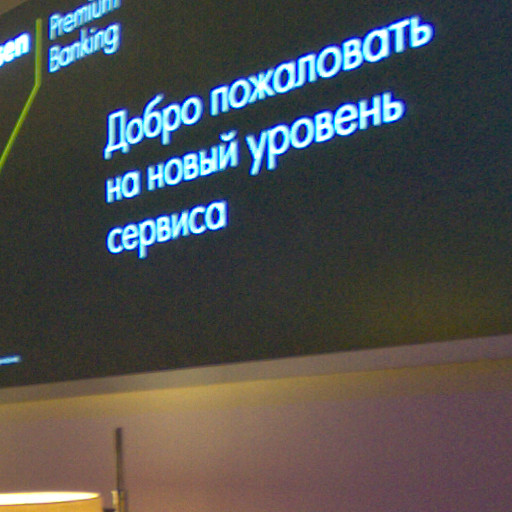 Premium
Banking
Добро пожаловать
на новый уровень
сервиса